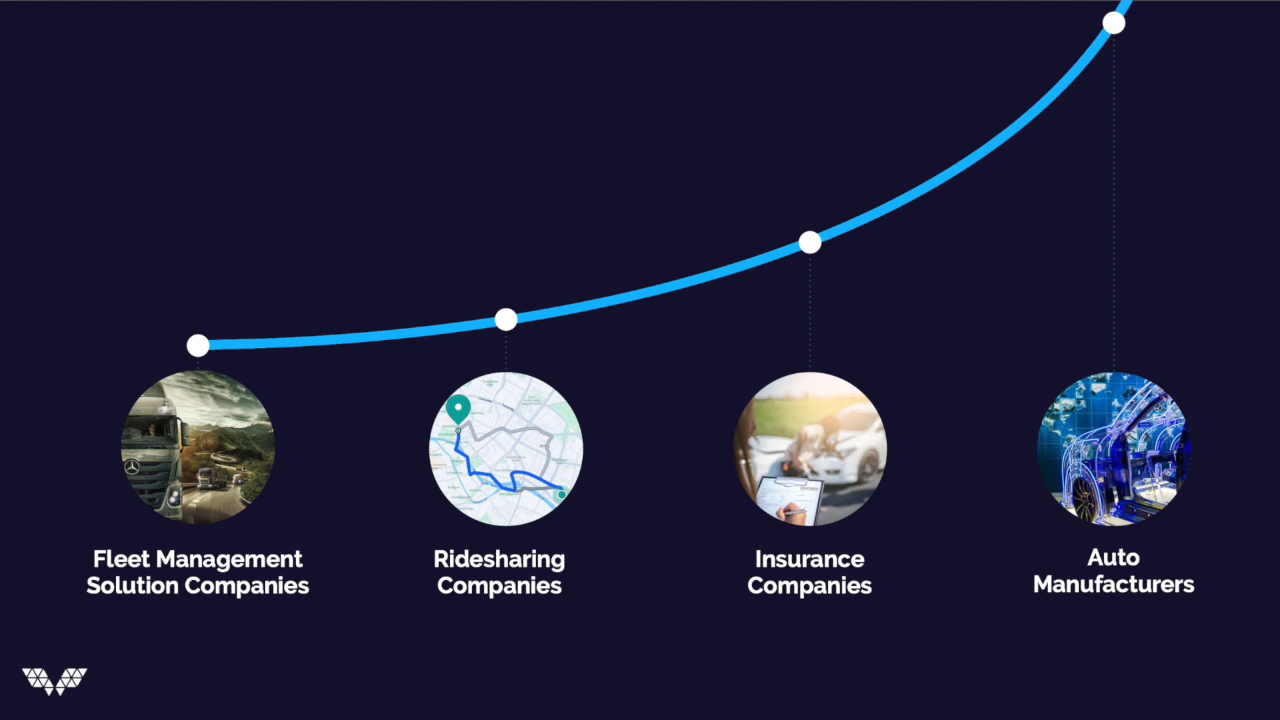 Fleet Management
Solution Companies
Ridesharing
Companies
Insurance
Companies
Auto
Manufacturers